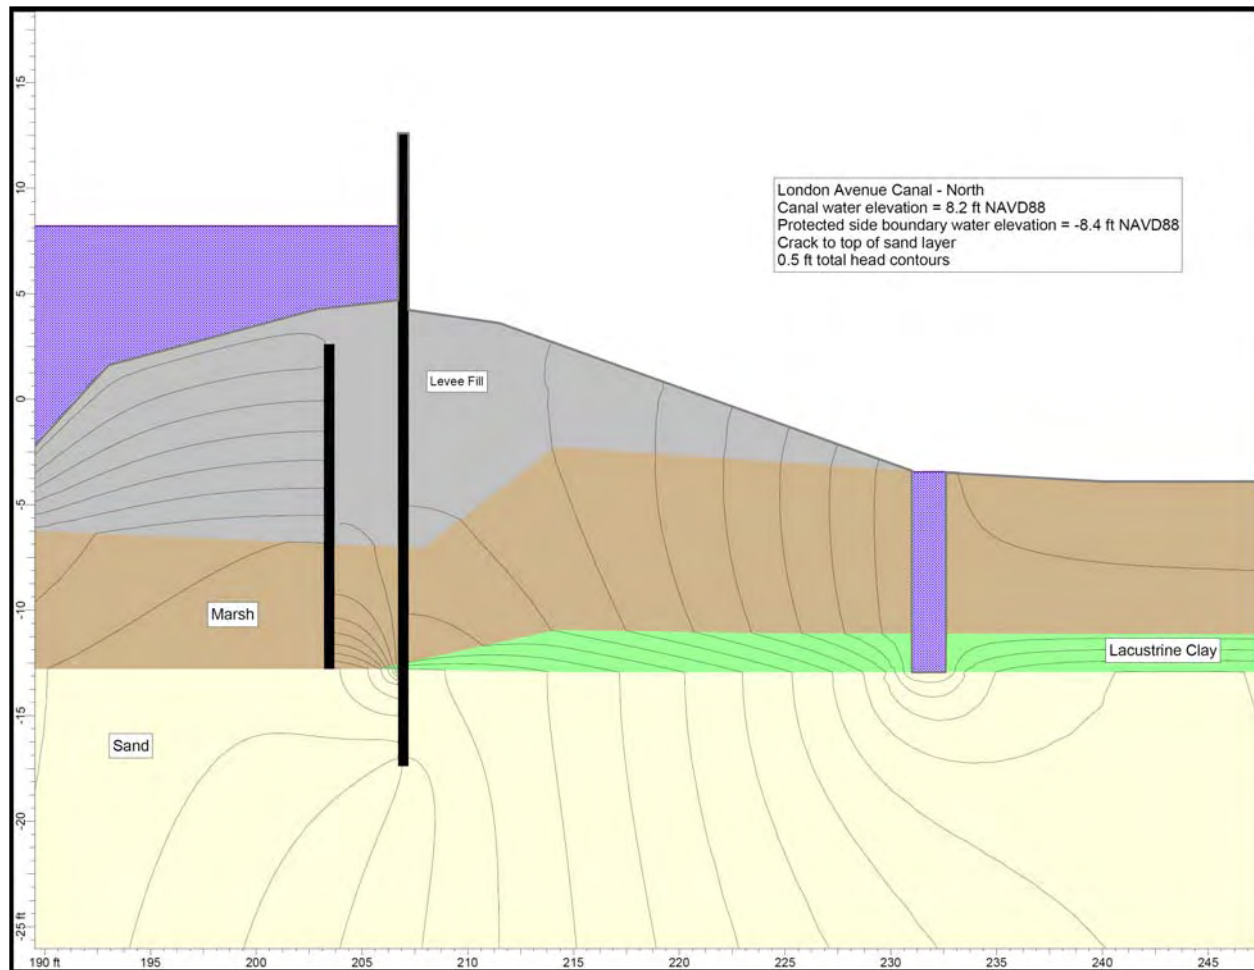 15
10
5
0
-5
-10
-15
-20
-25 ft
London Avenue Canal - North
Canal water elevation = 8.2 ft NAVD88
Protected side boundary water elevation = -8.4 ft NAVD88
Crack to top of sand layer
0.5 ft total head contours
Levee Fill
Marsh
Lacustrine Clay
Sand
190 ft 195 200 205 210 215 220 225 230 235 240 245